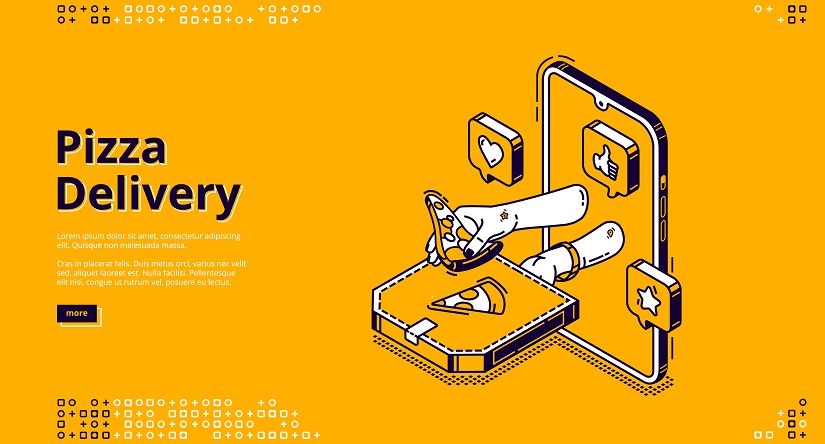 Pizza
Delivery
Lorem ipsum dolor sit amet, consectetur adipiscing
elit. Quisque non malesuada massa.
Cras in placerat felis. Duis metus orci, varius nec velit
sed, aliquet laoreet est. Nulla facilisi. Pellentesque
elit nisi, congue ut rutrum vel, posuere eu lectus.
more